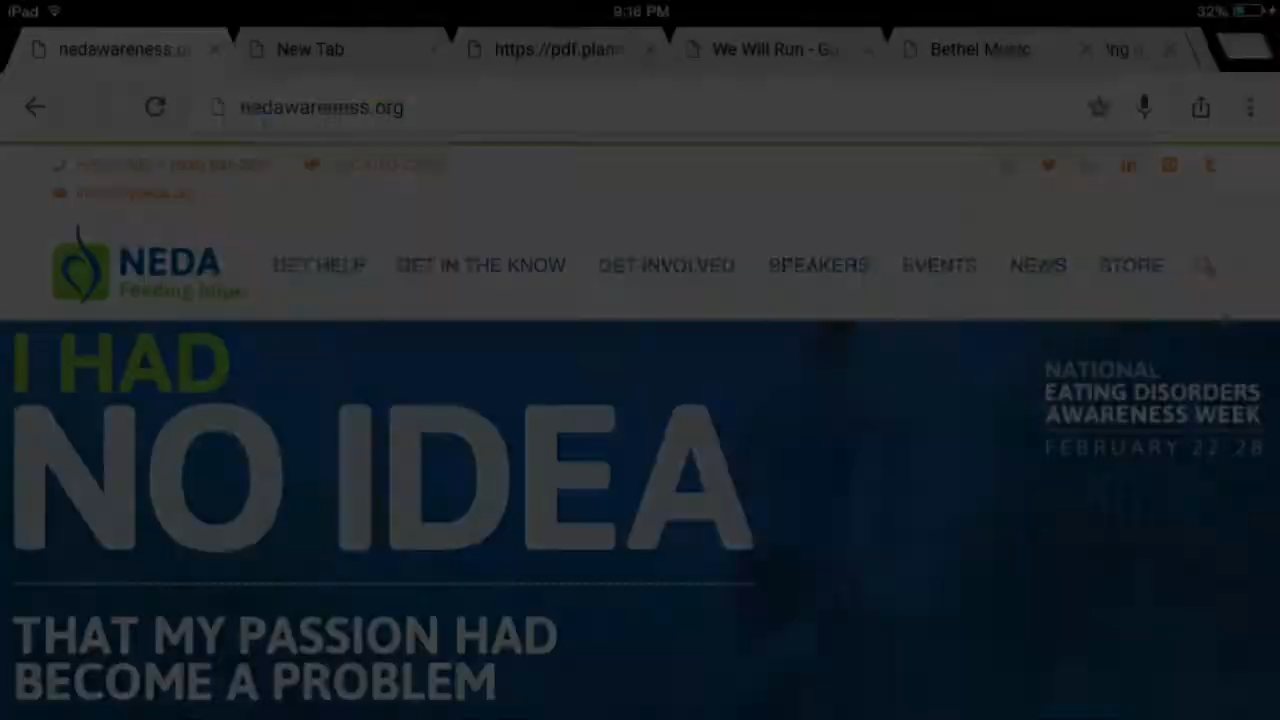 iPad
9:16 PM
32%
nedawareness.o
New Tab
https://pdf.plan
We Will Run - Gu
Bethel Music
ing
nedawareness.org
NEDA
Feeding hope
GET HELP
GET IN THE KNOW
GET INVOLVED
SPEAKERS
EVENTS
NEWS
STORE
I HAD
NO IDEA
NATIONAL
EATING DISORDERS
AWARENESS WEEK
FEBRUARY 22-28
THAT MY PASSION HAD
BECOME A PROBLEM